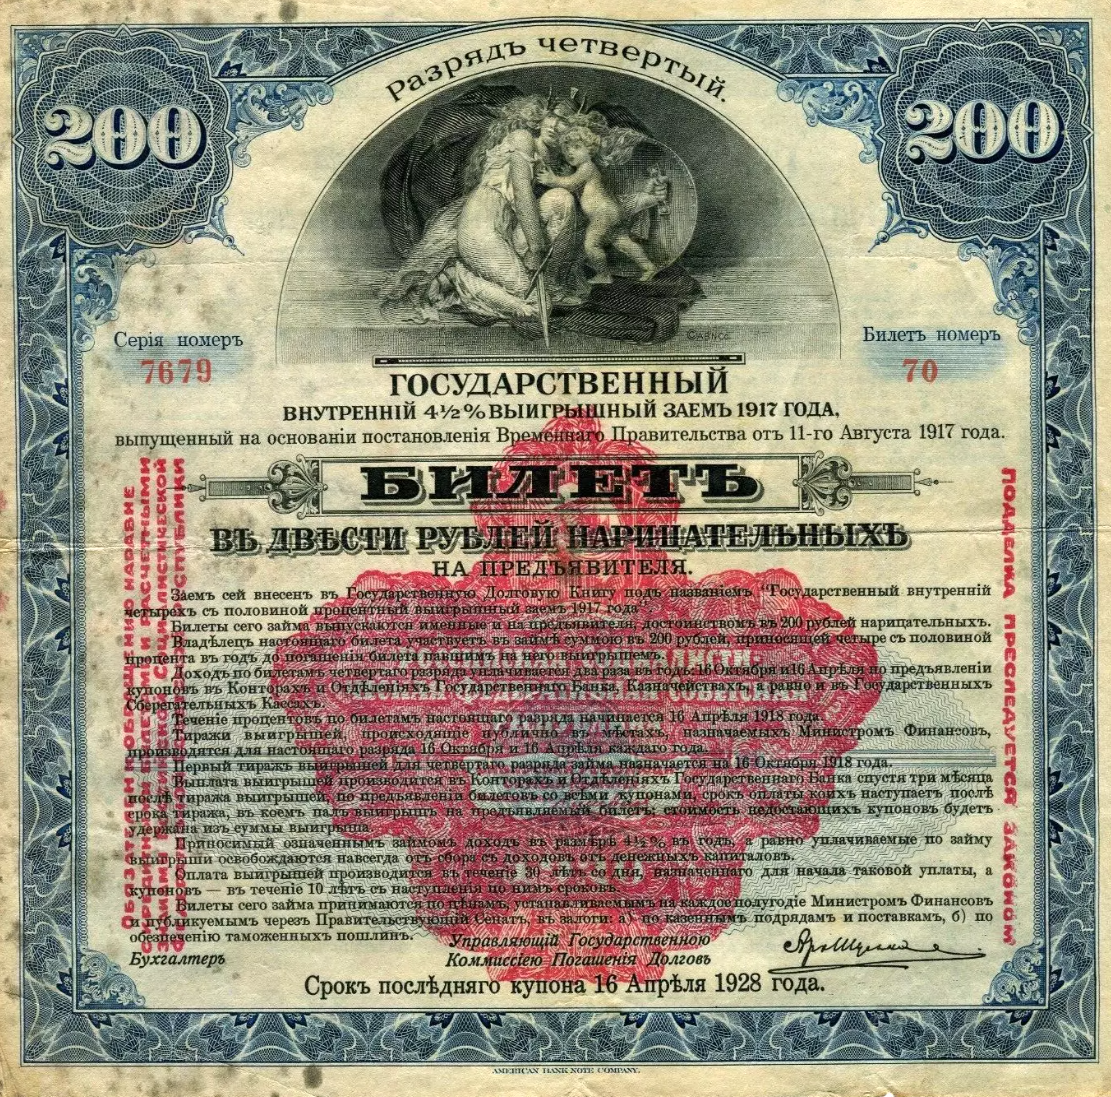 Разрядъ четвертый.
200
200
Серія номеръ
7679
Билетъ номеръ
70
ГОСУДАРСТВЕННЫЙ
ВНУТРЕННІЙ 4½% ВЫИГРЫШНЫЙ ЗАЕМЪ 1917 ГОДА,
выпущенный на основаніи постановленія Временнаго Правительства отъ 11-го Августа 1917 года.
БИЛЕТЪ
ВЪ ДВѢСТИ РУБЛЕЙ НАРИЦАТЕЛЬНЫХЪ
НА ПРЕДЪЯВИТЕЛЯ.
Заемъ сей внесенъ въ Государственную Долговую Книгу подъ названіемъ "Государственный внутренній
четырехъ съ половиной процентный выигрышный заемъ 1917 года".
Билеты сего займа выпускаются именные и на предъявителя, достоинствомъ въ 200 рублей нарицательныхъ.
Владѣлецъ настоящаго билета участвуетъ въ займѣ суммою въ 200 рублей, приносящей четыре съ половиной
процента въ годъ до погашенія билета павшимъ на него выигрышемъ.
Доходъ по билетамъ четвертаго разряда уплачивается два раза въ годъ: 16 Октября и 16 Апрѣля по предъявленіи
купоновъ въ Конторахъ и Отдѣленіяхъ Государственнаго Банка, Казначействахъ, а равно и въ Государственныхъ
Сберегательныхъ Кассахъ.
Теченіе процентовъ по билетамъ настоящаго разряда начинается 16 Апрѣля 1918 года.
Тиражи выигрышей, происходящіе публично въ мѣстахъ, назначаемыхъ Министромъ Финансовъ,
производятся для настоящаго разряда 16 Октября и 16 Апрѣля каждаго года.
Первый тиражъ выигрышей для четвертаго разряда займа назначается на 16 Октября 1918 года.
Выплата выигрышей производится въ Конторахъ и Отдѣленіяхъ Государственнаго Банка спустя три мѣсяца
послѣ тиража выигрышей, по предъявленіи билетовъ со всѣми купонами, срокъ оплаты коихъ наступаетъ послѣ
срока тиража, въ коемъ палъ выигрышъ на предъявляемый билетъ; стоимость недостающихъ купоновъ будетъ
удержана изъ суммы выигрыша.
Приносимый означеннымъ займомъ доходъ въ размѣрѣ 4½% въ годъ, а равно уплачиваемые по займу
выигрыши освобождаются навсегда отъ сбора съ доходовъ отъ денежныхъ капиталовъ.
Оплата выигрышей производится въ теченіе 30 лѣтъ со дня, назначеннаго для начала таковой уплаты, а
купоновъ — въ теченіе 10 лѣтъ съ наступленія по нимъ сроковъ.
Билеты сего займа принимаются по цѣнамъ, устанавливаемымъ на каждое полугодіе Министромъ Финансовъ
и публикуемымъ черезъ Правительствующій Сенатъ, въ залоги: а) по казеннымъ подрядамъ и поставкамъ, б) по
обезпеченію таможенныхъ пошлинъ.
Бухгалтеръ
Управляющій Государственною
Коммиссіею Погашенія Долговъ
Срокъ послѣдняго купона 16 Апрѣля 1928 года.
ПОДДЕЛКА ПРЕСЛЕДУЕТСЯ ЗАКОНОМ
AMERICAN BANK NOTE COMPANY.